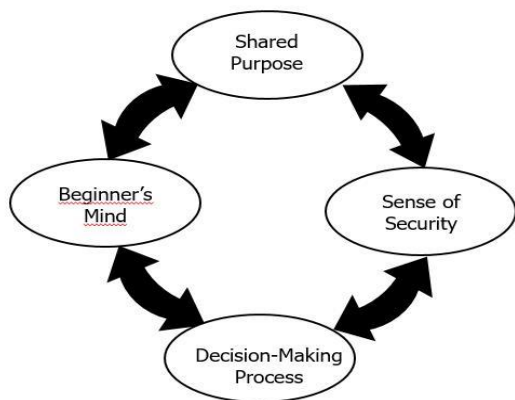 Shared
Purpose
Beginner's
Mind
Sense of
Security
Decision-Making
Process